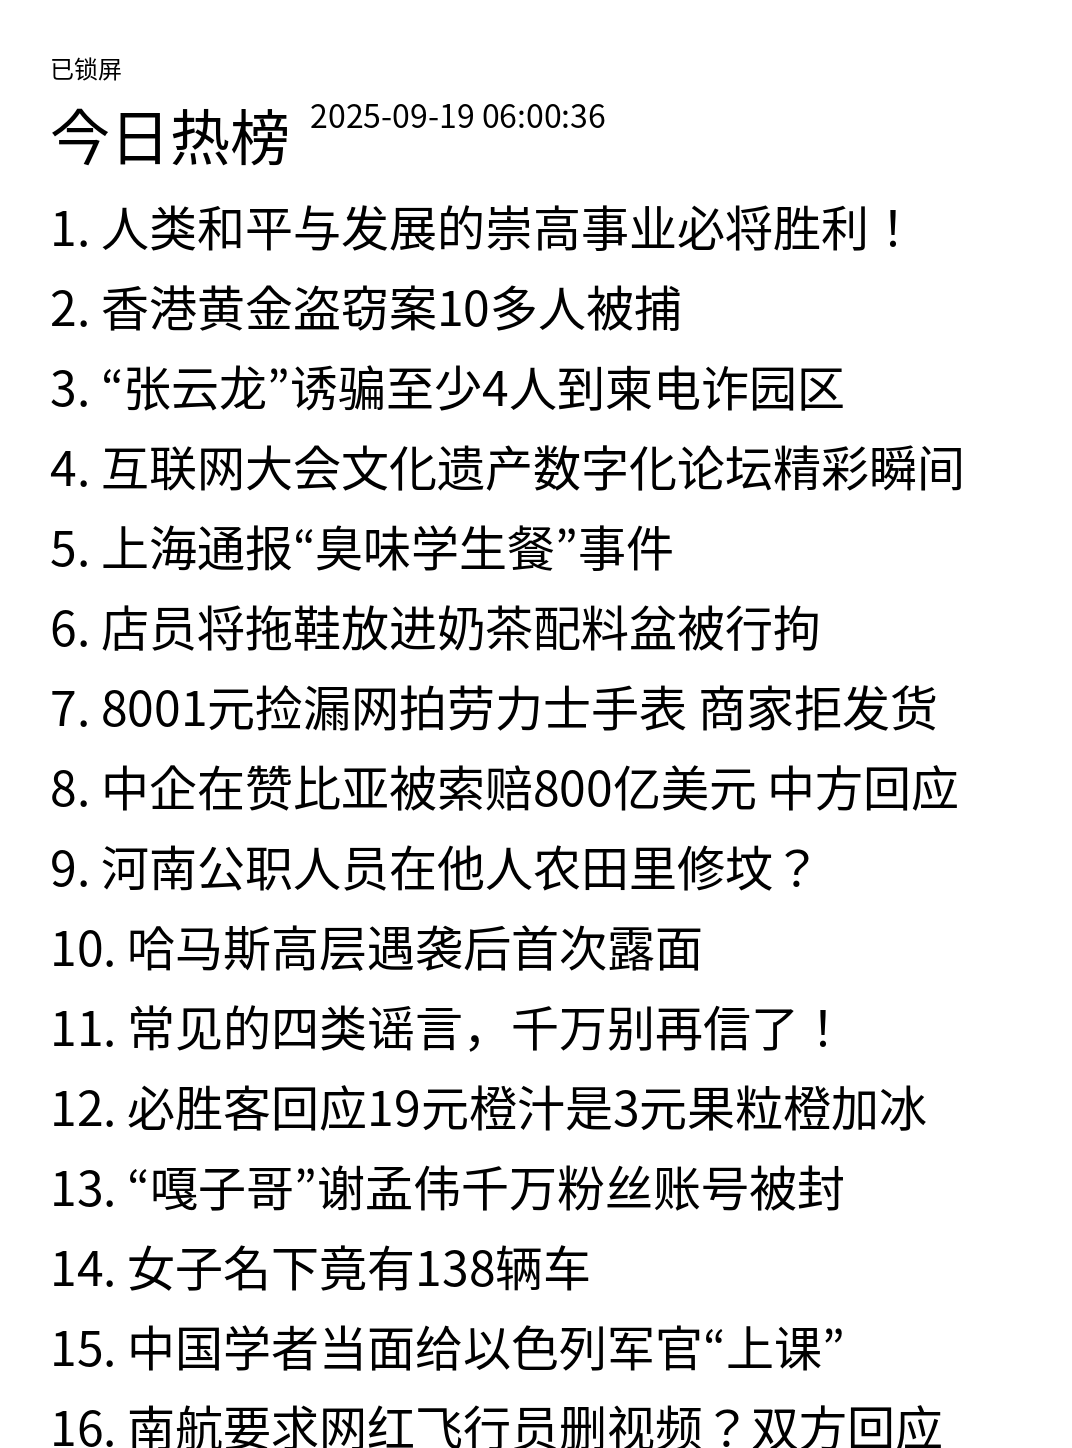 已锁屏
今日热榜 2025-09-19 06:00:36
1. 人类和平与发展的崇高事业必将胜利！
2. 香港黄金盗窃案10多人被捕
3. “张云龙”诱骗至少4人到柬电诈园区
4. 互联网大会文化遗产数字化论坛精彩瞬间
5. 上海通报“臭味学生餐”事件
6. 店员将拖鞋放进奶茶配料盆被行拘
7. 8001元捡漏网拍劳力士手表 商家拒发货
8. 中企在赞比亚被索赔800亿美元 中方回应
9. 河南公职人员在他人农田里修坟？
10. 哈马斯高层遇袭后首次露面
11. 常见的四类谣言，千万别再信了！
12. 必胜客回应19元橙汁是3元果粒橙加冰
13. “嘎子哥”谢孟伟千万粉丝账号被封
14. 女子名下竟有138辆车
15. 中国学者当面给以色列军官“上课”
16. 南航要求网红飞行员删视频？双方回应